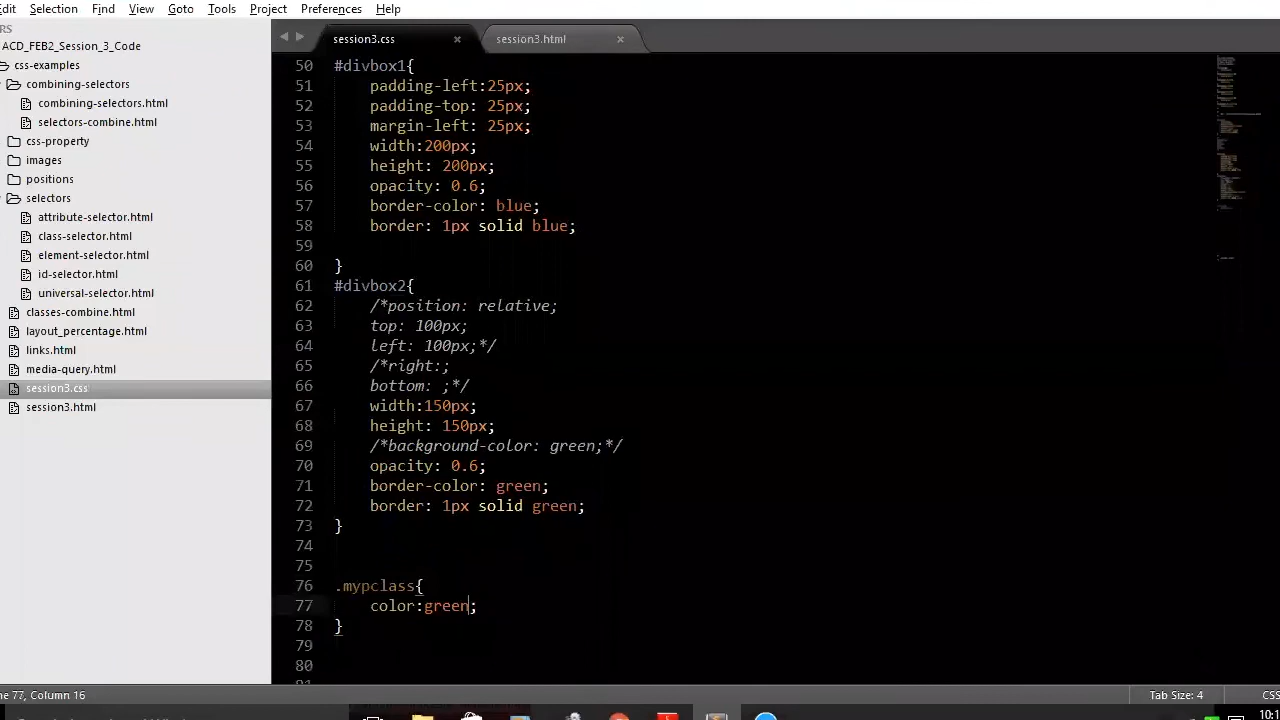 dit Selection Find View Goto Tools Project Preferences Help
RS
ACD_FEB2_Session_3_Code
css-examples
combining-selectors
combining-selectors.html
selectors-combine.html
css-property
images
positions
selectors
attribute-selector.html
class-selector.html
element-selector.html
id-selector.html
universal-selector.html
classes-combine.html
layout_percentage.html
links.html
media-query.html
session3.css
session3.html
session3.css session3.html
50 #divbox1{
51 padding-left:25px;
52 padding-top: 25px;
53 margin-left: 25px;
54 width:200px;
55 height: 200px;
56 opacity: 0.6;
57 border-color: blue;
58 border: 1px solid blue;
59
60 }
61 #divbox2{
62 /*position: relative;
63 top: 100px;
64 left: 100px;*/
65 /*right:;
66 bottom: ;*/
67 width:150px;
68 height: 150px;
69 /*background-color: green;*/
70 opacity: 0.6;
71 border-color: green;
72 border: 1px solid green;
73 }
74
75
76 .mypclass{
77 color:green;
78 }
79
80
ne 77, Column 16 Tab Size: 4 CSS
10:1